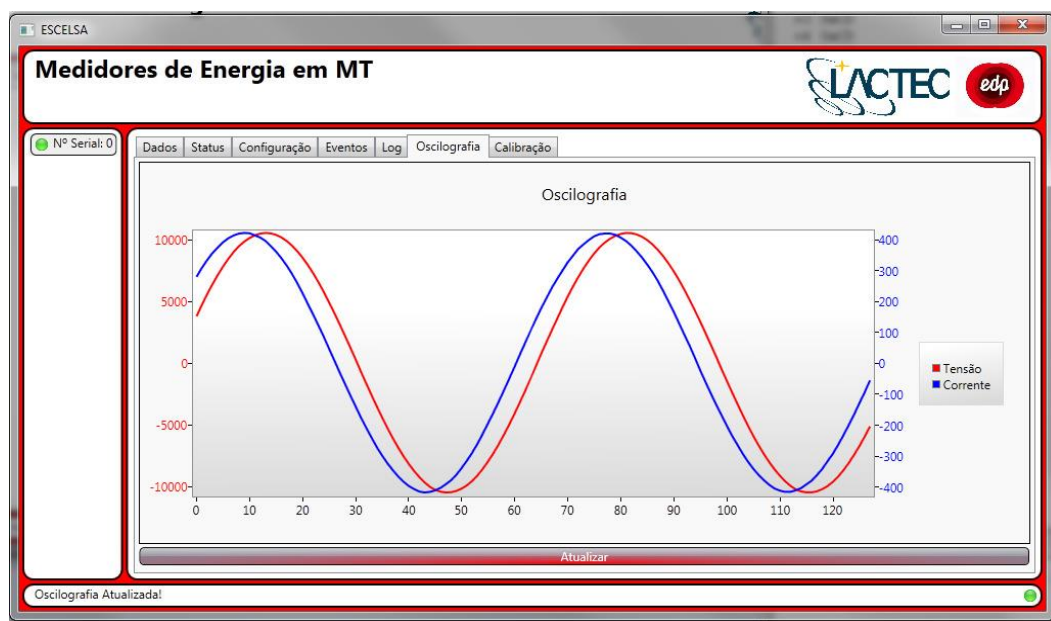 ESCELSA
Medidores de Energia em MT
LACTEC
edp
Nº Serial: 0
Dados Status Configuração Eventos Log Oscilografia Calibração
Oscilografia
10000
5000
0
-5000
-10000
400
300
200
100
0
-100
-200
-300
-400
0 10 20 30 40 50 60 70 80 90 100 110 120
Tensão
Corrente
Atualizar
Oscilografia Atualizada!